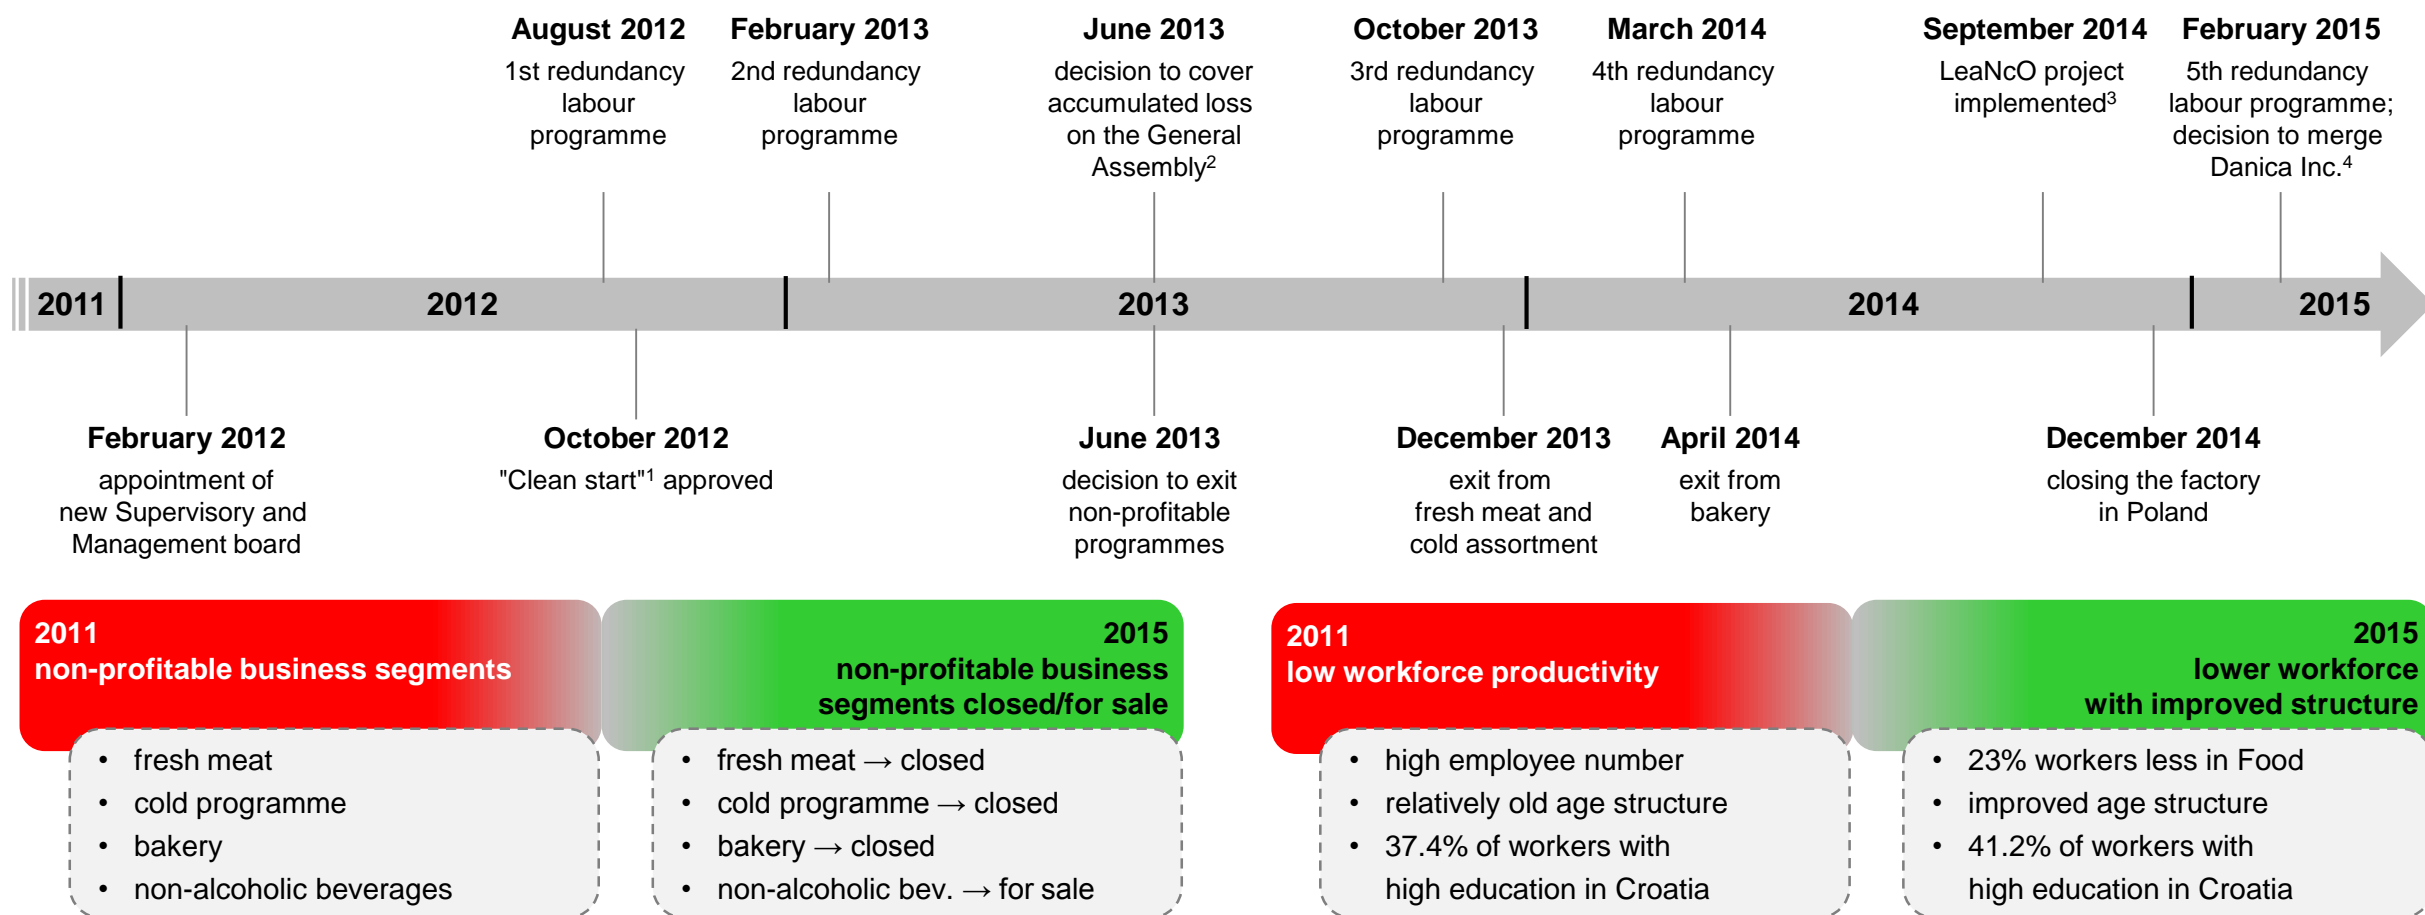 August 2012
1st redundancy
labour
programme
February 2013
2nd redundancy
labour
programme
June 2013
decision to cover
accumulated loss
on the General
Assembly2
October 2013
3rd redundancy
labour
programme
March 2014
4th redundancy
labour
programme
September 2014
LeaNcO project
implemented3
February 2015
5th redundancy
labour programme;
decision to merge
Danica Inc.4
2011
2012
2013
2014
2015
February 2012
appointment of
new Supervisory and
Management board
October 2012
"Clean start"1 approved
June 2013
decision to exit
non-profitable
programmes
December 2013
exit from
fresh meat and
cold assortment
April 2014
exit from
bakery
December 2014
closing the factory
in Poland
2011
non-profitable business segments
• fresh meat
• cold programme
• bakery
• non-alcoholic beverages
2015
non-profitable business
segments closed/for sale
• fresh meat → closed
• cold programme → closed
• bakery → closed
• non-alcoholic bev. → for sale
2011
low workforce productivity
• high employee number
• relatively old age structure
• 37.4% of workers with
high education in Croatia
2015
lower workforce
with improved structure
• 23% workers less in Food
• improved age structure
• 41.2% of workers with
high education in Croatia